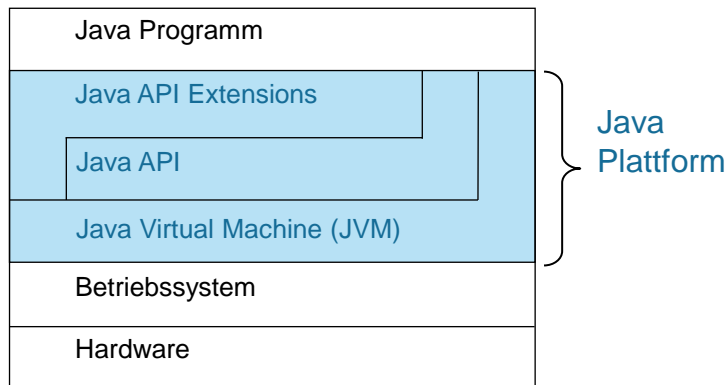 Java Programm
Java API Extensions
Java API
Java Virtual Machine (JVM)
Betriebssystem
Hardware
Java
Plattform